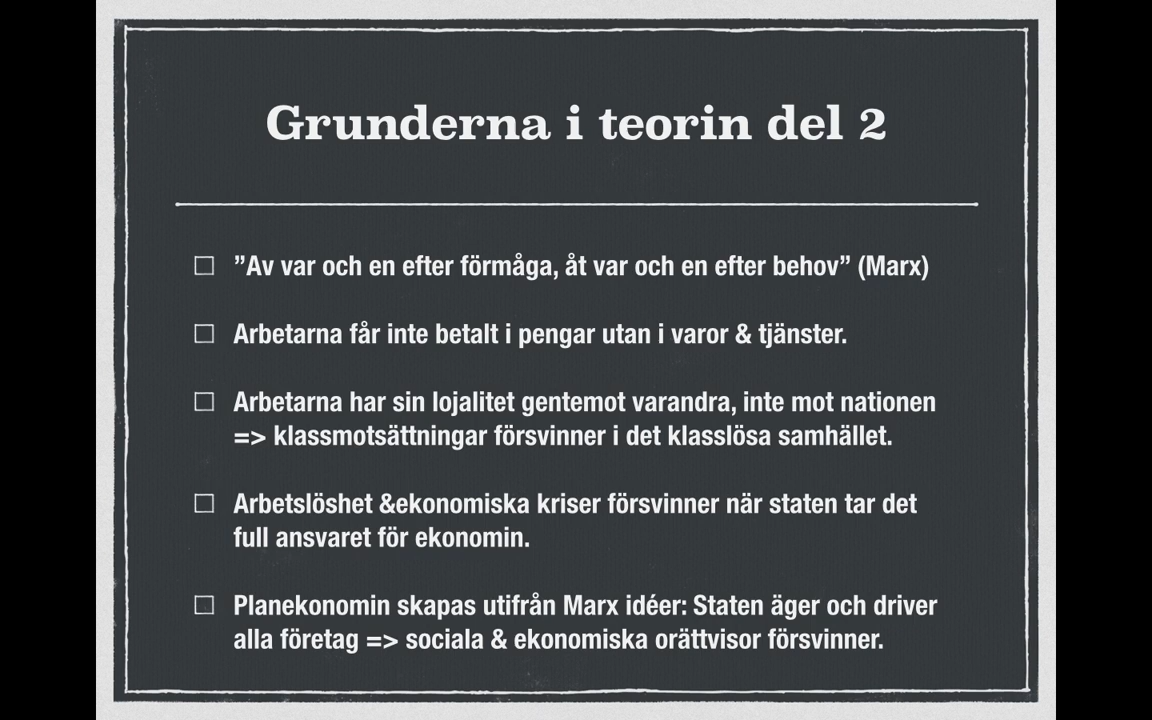 Grunderna i teorin del 2
”Av var och en efter förmåga, åt var och en efter behov” (Marx)
Arbetarna får inte betalt i pengar utan i varor & tjänster.
Arbetarna har sin lojalitet gentemot varandra, inte mot nationen
=> klassmotsättningar försvinner i det klasslösa samhället.
Arbetslöshet &ekonomiska kriser försvinner när staten tar det
full ansvaret för ekonomin.
Planekonomin skapas utifrån Marx idéer: Staten äger och driver
alla företag => sociala & ekonomiska orättvisor försvinner.